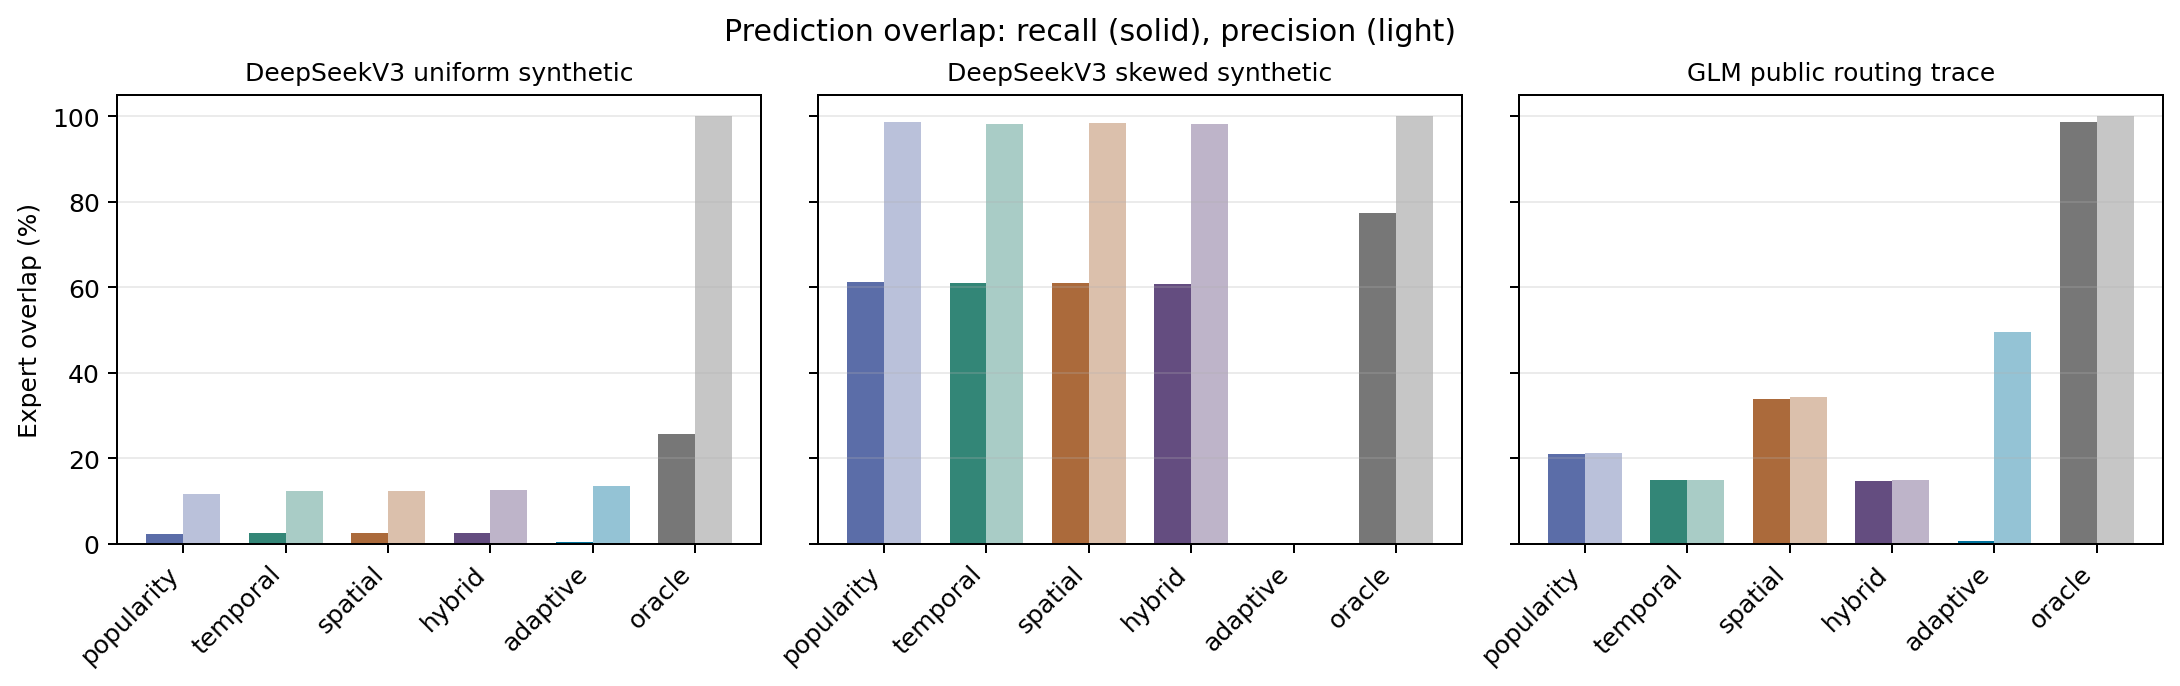 Prediction overlap: recall (solid), precision (light)
DeepSeekV3 uniform synthetic
DeepSeekV3 skewed synthetic
GLM public routing trace
Expert overlap (%)
100
80
60
40
20
0
popularity
temporal
spatial
hybrid
adaptive
oracle
popularity
temporal
spatial
hybrid
adaptive
oracle
popularity
temporal
spatial
hybrid
adaptive
oracle